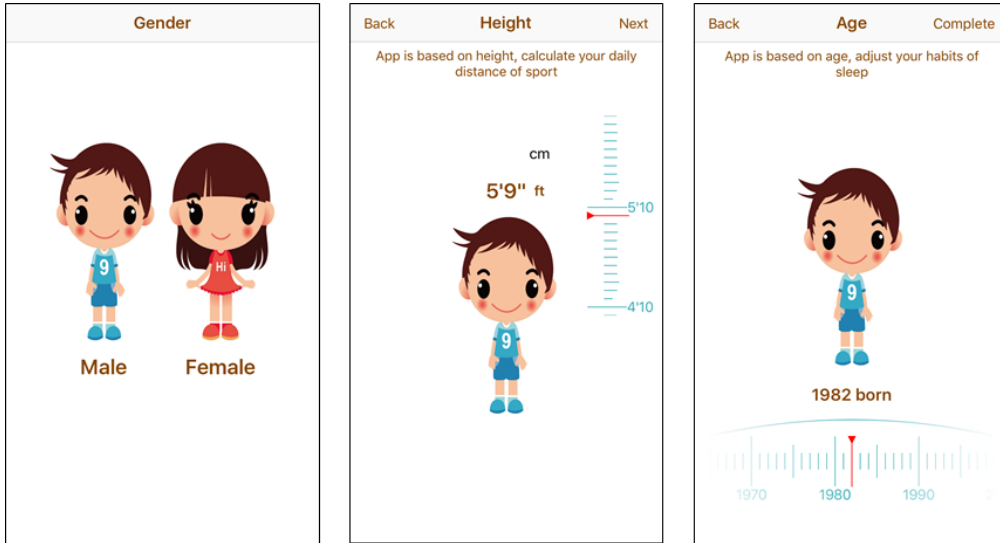 Gender
9
Hi
Male
Female
Back
Height
Next
App is based on height, calculate your daily
distance of sport
cm
5'9" ft
5'10
4'10
9
Back
Age
Complete
App is based on age, adjust your habits of
sleep
9
1982 born
1970
1980
1990